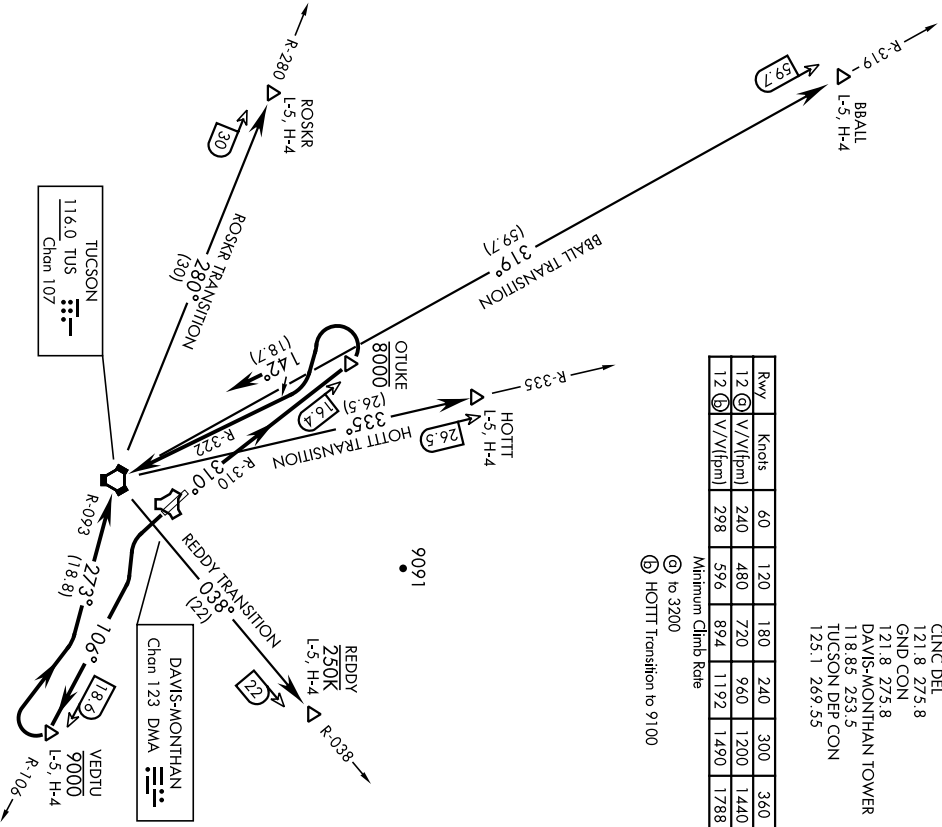 CLNC DEL
121.8 275.8
GND CON
121.8 275.8
DAVIS-MONTHAN TOWER
118.85 253.5
TUCSON DEP CON
125.1 269.55
Rwy Knots 60 120 180 240 300 360
12 ⓐ V/V(fpm) 240 480 720 960 1200 1440
12 ⓑ V/V(fpm) 298 596 894 1192 1490 1788
Minimum Climb Rate
ⓐ to 3200
ⓑ HOTTT Transition to 9100
R-319
BBALL
L-5, H-4
59.7
BBALL TRANSITION
319°
(59.7)
R-280
ROSKR
L-5, H-4
30
ROSKR TRANSITION
280°
(30)
TUCSON
116.0 TUS
Chan 107
OTUKE
8000
16.4
142°
(18.7)
R-322
R-310
310°
R-335
HOTTT
L-5, H-4
26.5
335°
(26.5)
HOTTT TRANSITION
9091
REDDY TRANSITION
038°
(22)
REDDY
250K
L-5, H-4
22
R-038
DAVIS-MONTHAN
Chan 123 DMA
R-093
273°
(18.8)
106°
18.6
VEDTU
9000
L-5, H-4
R-106